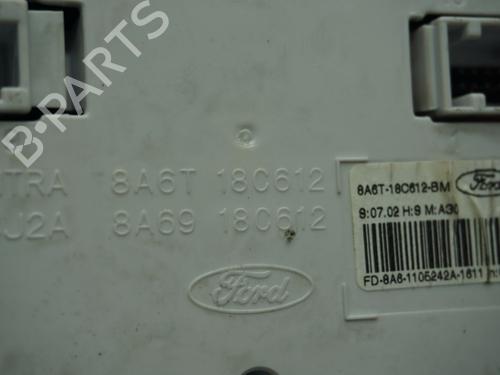 B-PARTS
TRA 8A6T 18C612
J2A 8A69 18C612
Ford
8A6T-18C612-BM
Ford
9:07.02 H:9 M:A30
FD-8A6-1105242A-1611